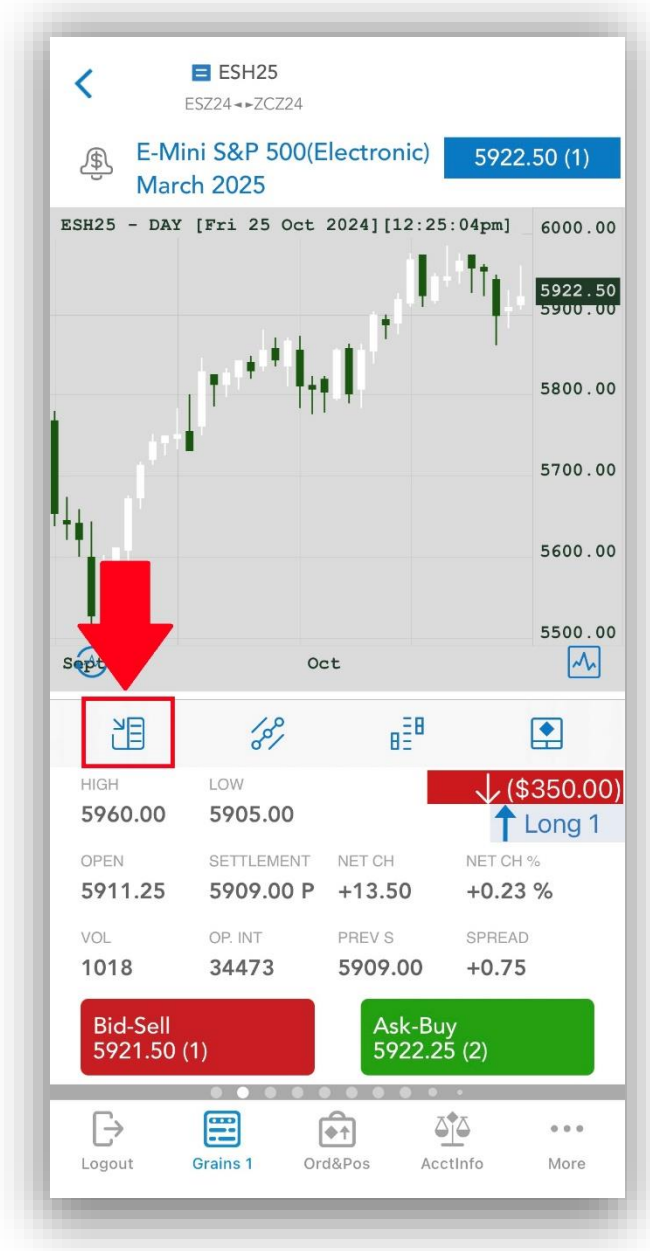 ESH25
ESZ24◄►ZCZ24
E-Mini S&P 500(Electronic)
March 2025
5922.50 (1)
ESH25 - DAY [Fri 25 Oct 2024][12:25:04pm]
6000.00
5922.50
5900.00
5800.00
5700.00
5600.00
5500.00
Sept
Oct
HIGH LOW
5960.00 5905.00
↓ ($350.00)
↑ Long 1
OPEN SETTLEMENT NET CH NET CH %
5911.25 5909.00 P +13.50 +0.23 %
VOL OP. INT PREV S SPREAD
1018 34473 5909.00 +0.75
Bid-Sell
5921.50 (1)
Ask-Buy
5922.25 (2)
Logout Grains 1 Ord&Pos AcctInfo More